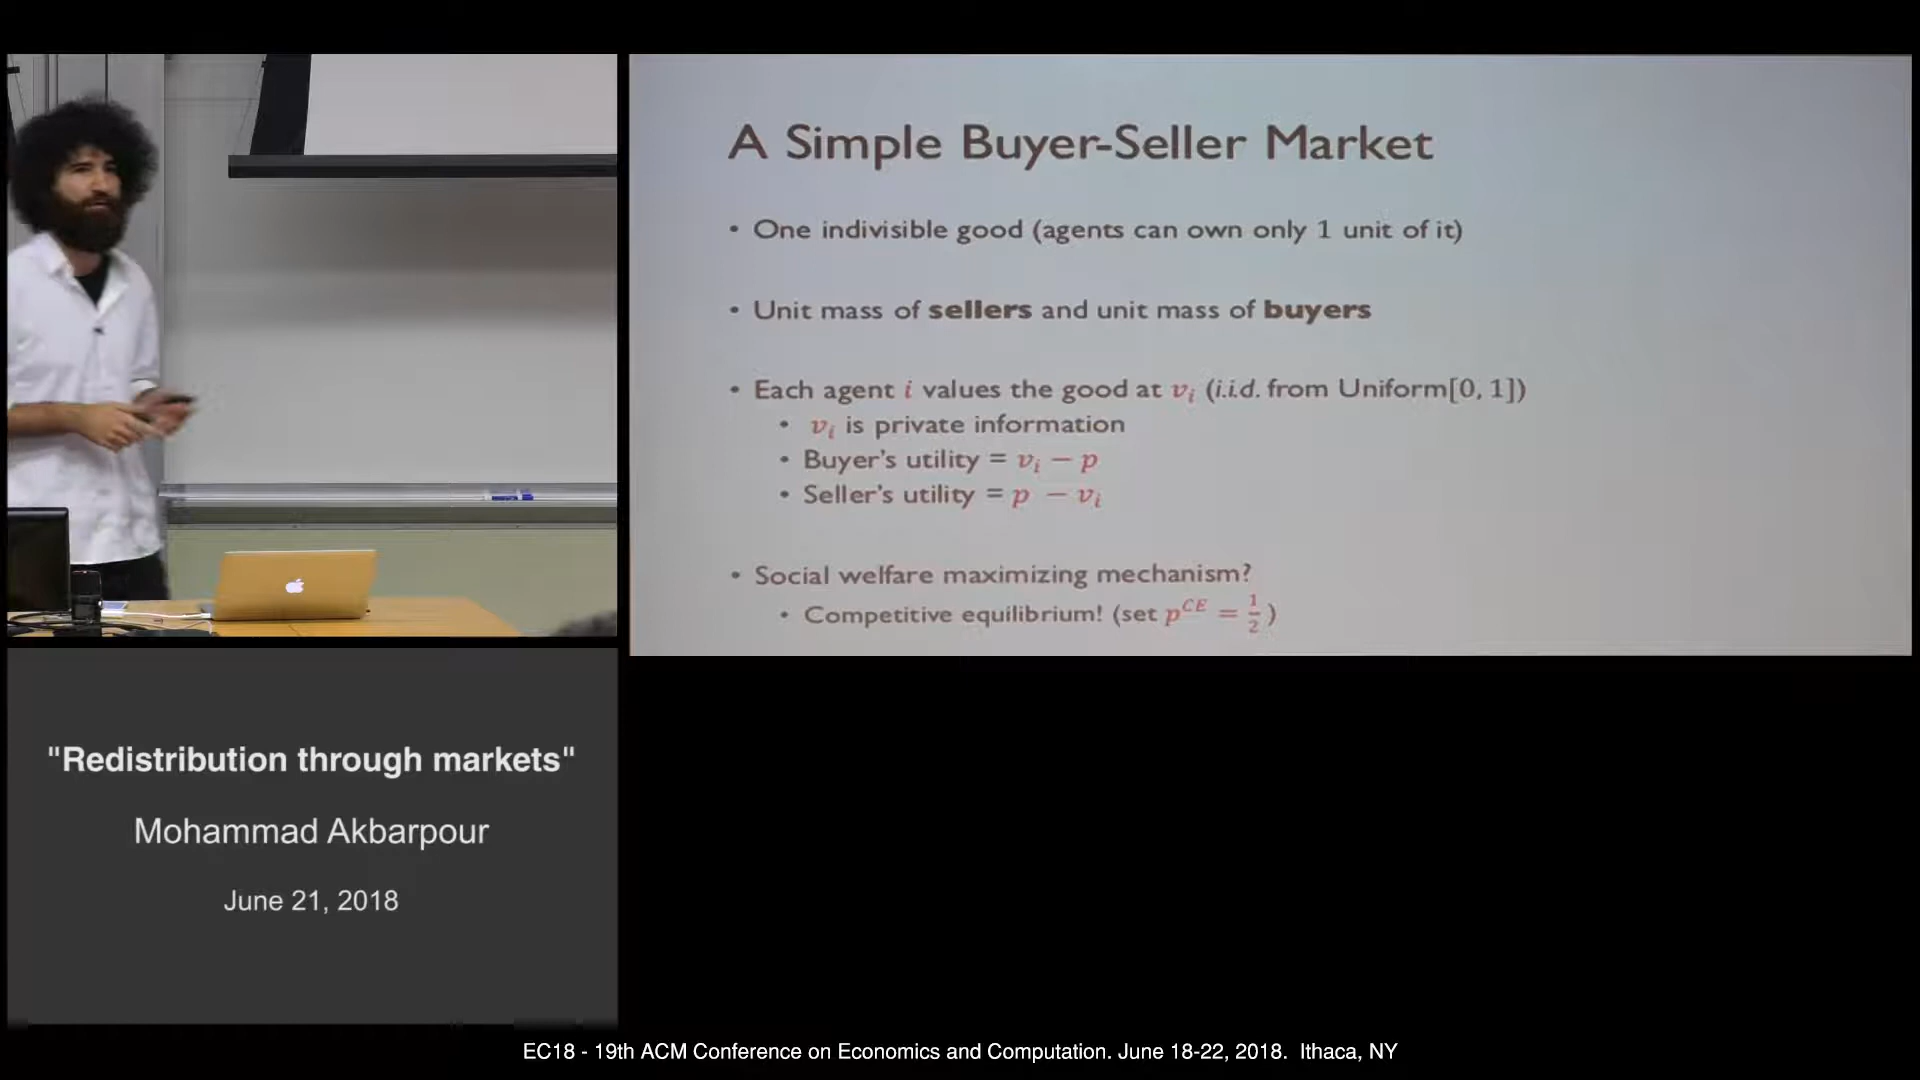 A Simple Buyer-Seller Market
• One indivisible good (agents can own only 1 unit of it)
• Unit mass of sellers and unit mass of buyers
• Each agent i values the good at vᵢ (i.i.d. from Uniform[0, 1])
• vᵢ is private information
• Buyer's utility = vᵢ − p
• Seller's utility = p − vᵢ
• Social welfare maximizing mechanism?
• Competitive equilibrium! (set p^CE = 1/2 )
"Redistribution through markets"
Mohammad Akbarpour
June 21, 2018
EC18 - 19th ACM Conference on Economics and Computation. June 18-22, 2018. Ithaca, NY